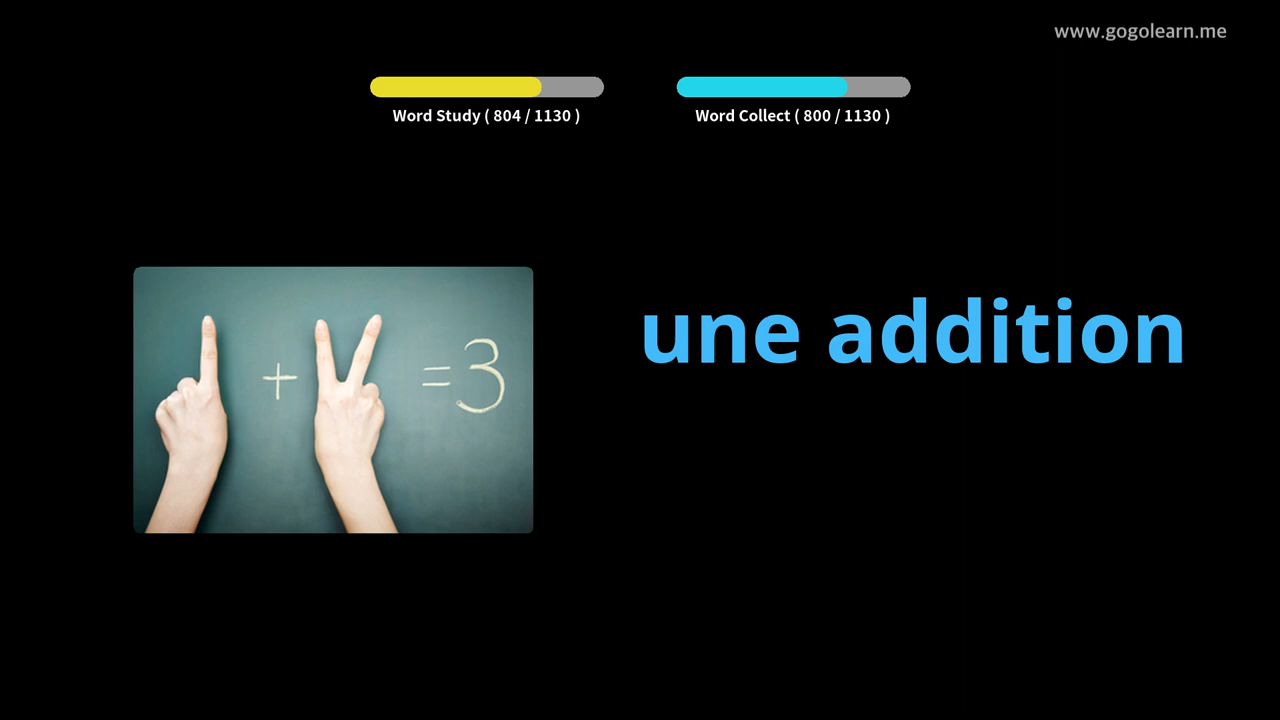 www.gogolearn.me
Word Study ( 804 / 1130 )
Word Collect ( 800 / 1130 )
une addition
+ = 3